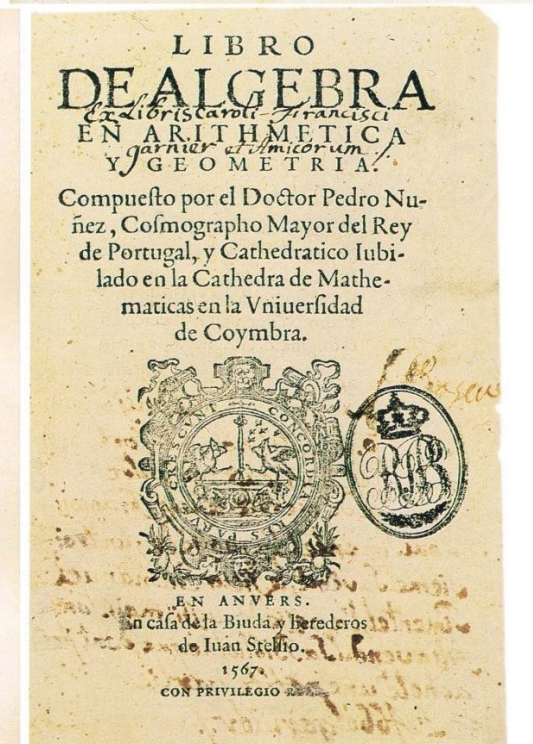 LIBRO
DE ALGEBRA
Ex Libris Caroli-Francisci
EN ARITHMETICA
garnier et Amicorum!
Y GEOMETRIA.
Compuesto por el Doctor Pedro Nu-
ñez, Cosmographo Mayor del Rey
de Portugal, y Cathedratico Iubi-
lado en la Cathedra de Mathe-
maticas en la Vniuersidad
de Coymbra.
CONCORDIA
CRESCVNT
EN ANVERS.
En casa de la Biuda y herederos
de Iuan Stelsio.
1567.
CON PRIVILEGIO